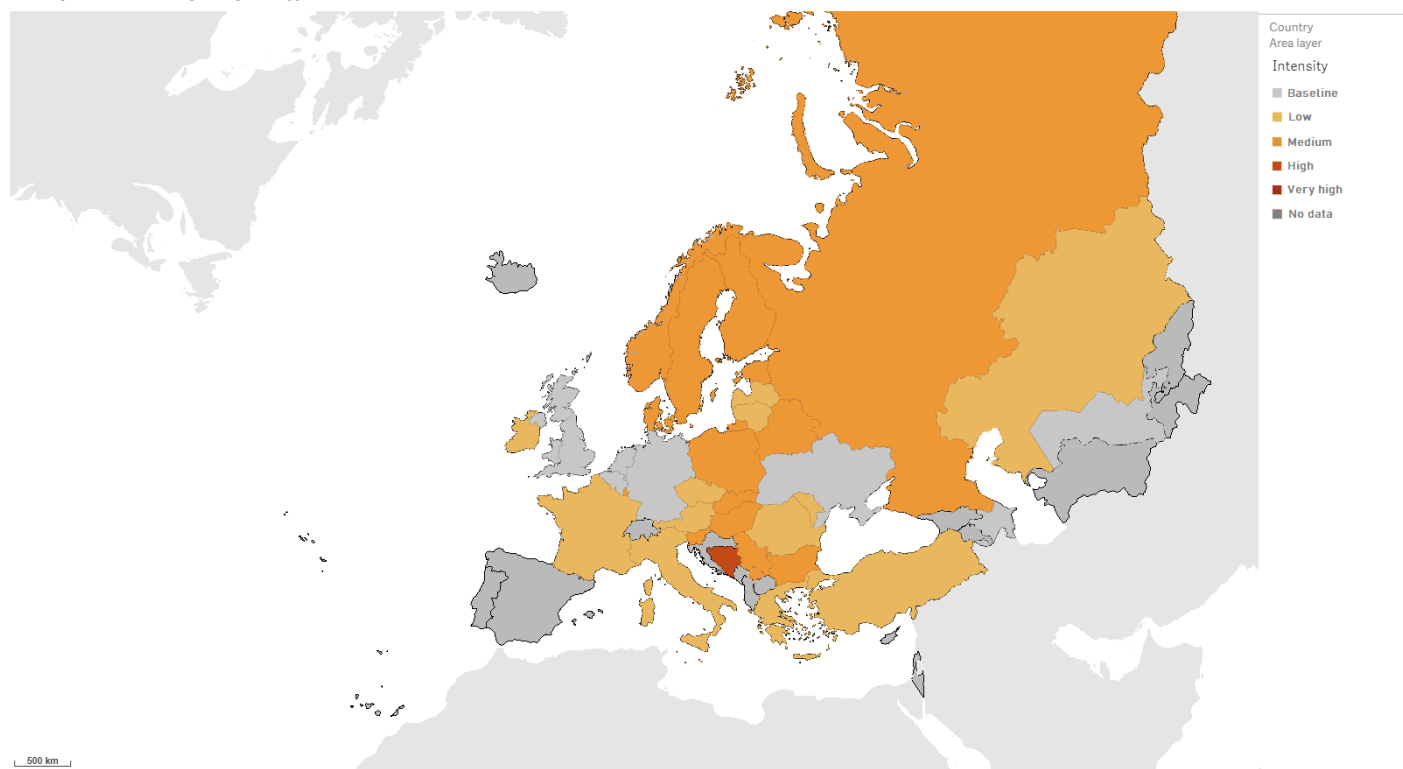 Country
Area layer
Intensity
Baseline
Low
Medium
High
Very high
No data
500 km